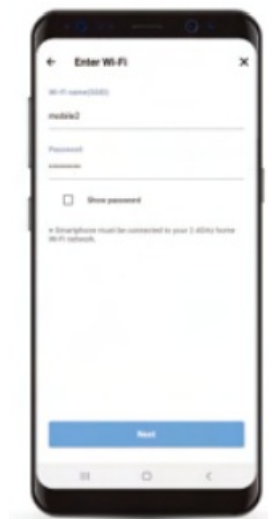 Enter Wi-Fi
Wi-Fi name(SSID)
mobile2
Password
Show password
※ Smartphone must be connected to your 2.4GHz home
Wi-Fi network.
Next